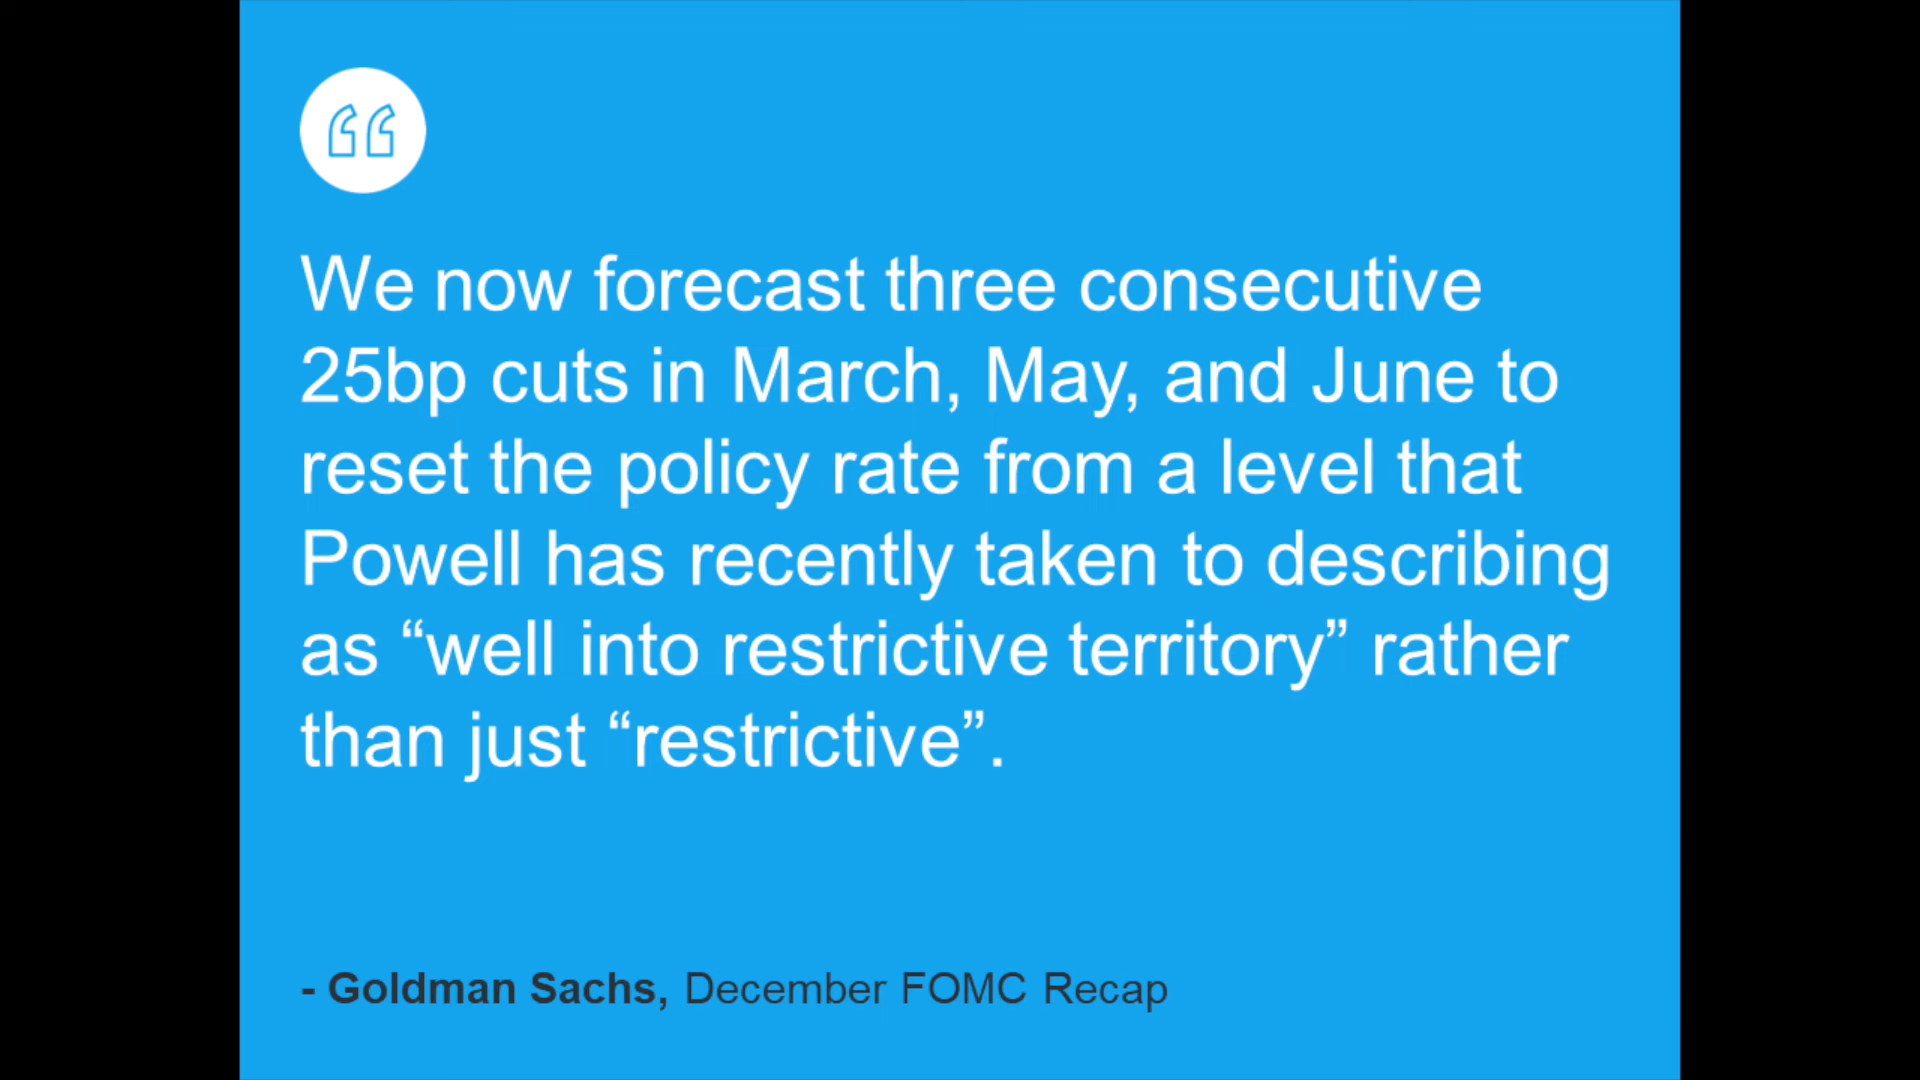 We now forecast three consecutive
25bp cuts in March, May, and June to
reset the policy rate from a level that
Powell has recently taken to describing
as “well into restrictive territory” rather
than just “restrictive”.
- Goldman Sachs, December FOMC Recap